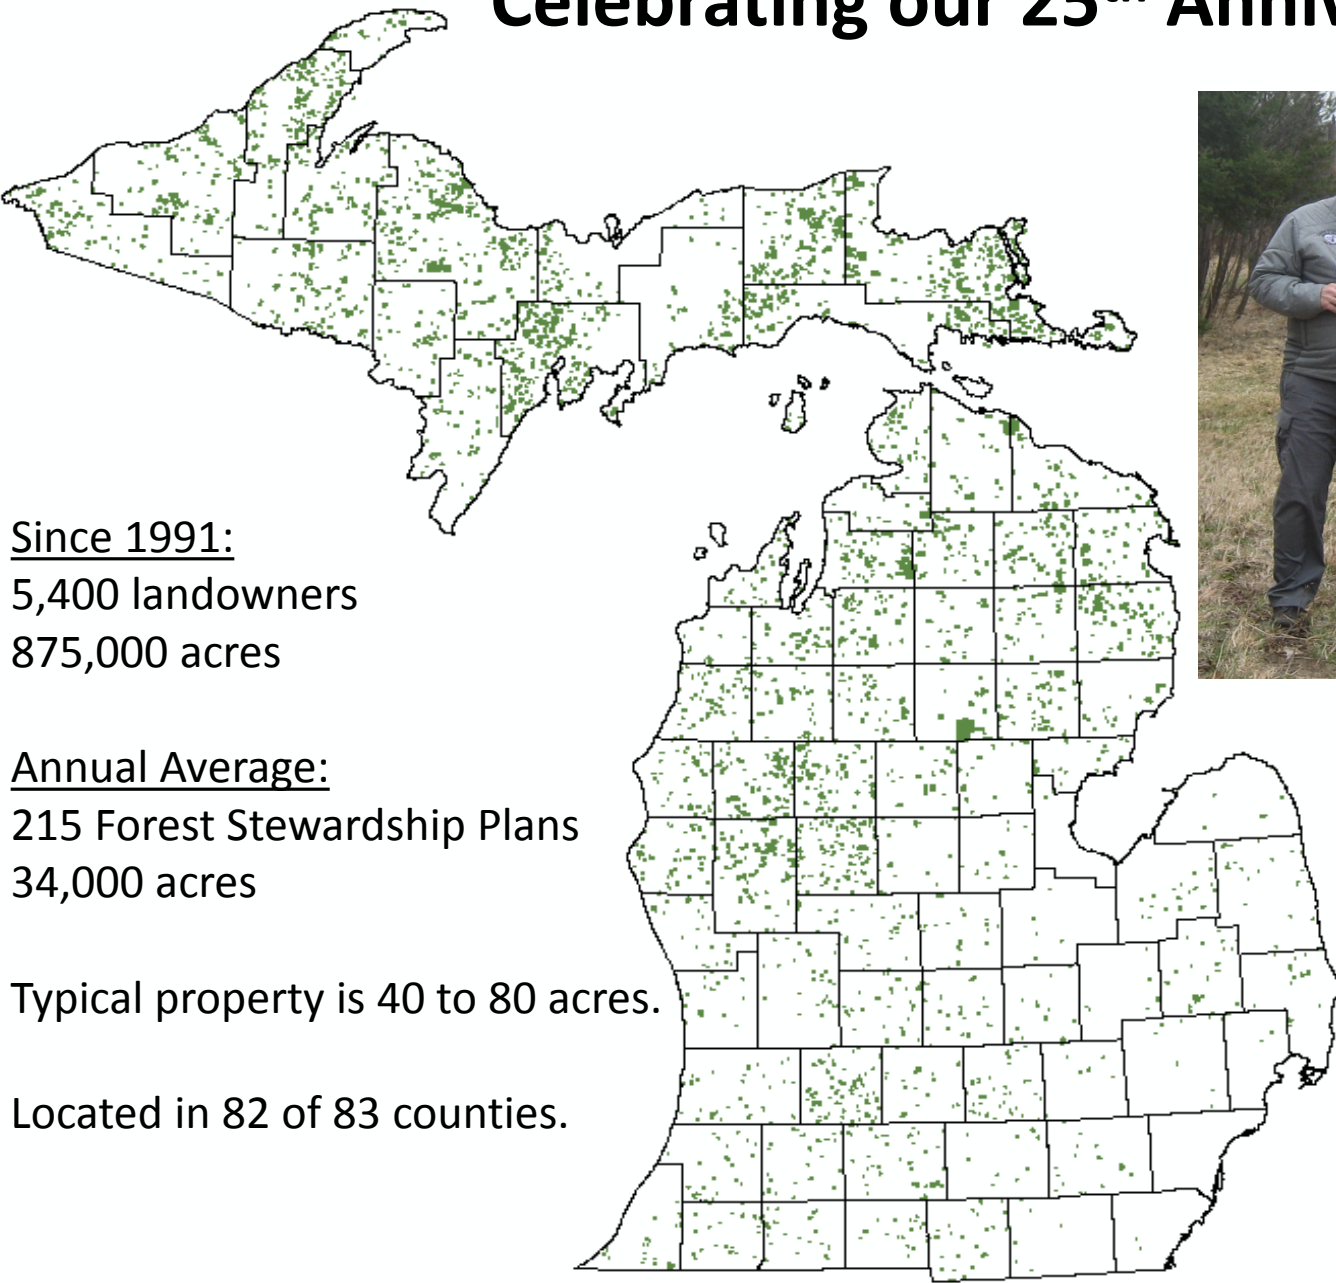 Celebrating our 25th
Since 1991:
5,400 landowners
875,000 acres
Annual Average:
215 Forest Stewardship Plans
34,000 acres
Typical property is 40 to 80 acres.
Located in 82 of 83 counties.